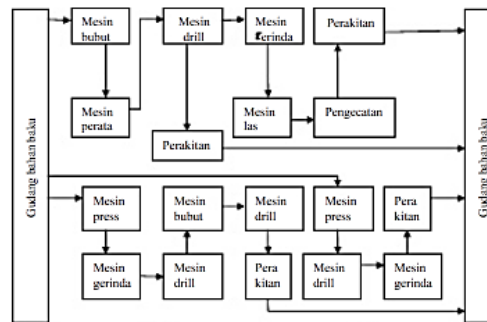 Gudang bahan baku
Mesin
bubut
Mesin
drill
Mesin
gerinda
Perakitan
Mesin
perata
Mesin
las
Pengecatan
Perakitan
Mesin
press
Mesin
bubut
Mesin
drill
Mesin
press
Pera
kitan
Mesin
gerinda
Mesin
drill
Pera
kitan
Mesin
drill
Mesin
gerinda
Gudang bahan baku